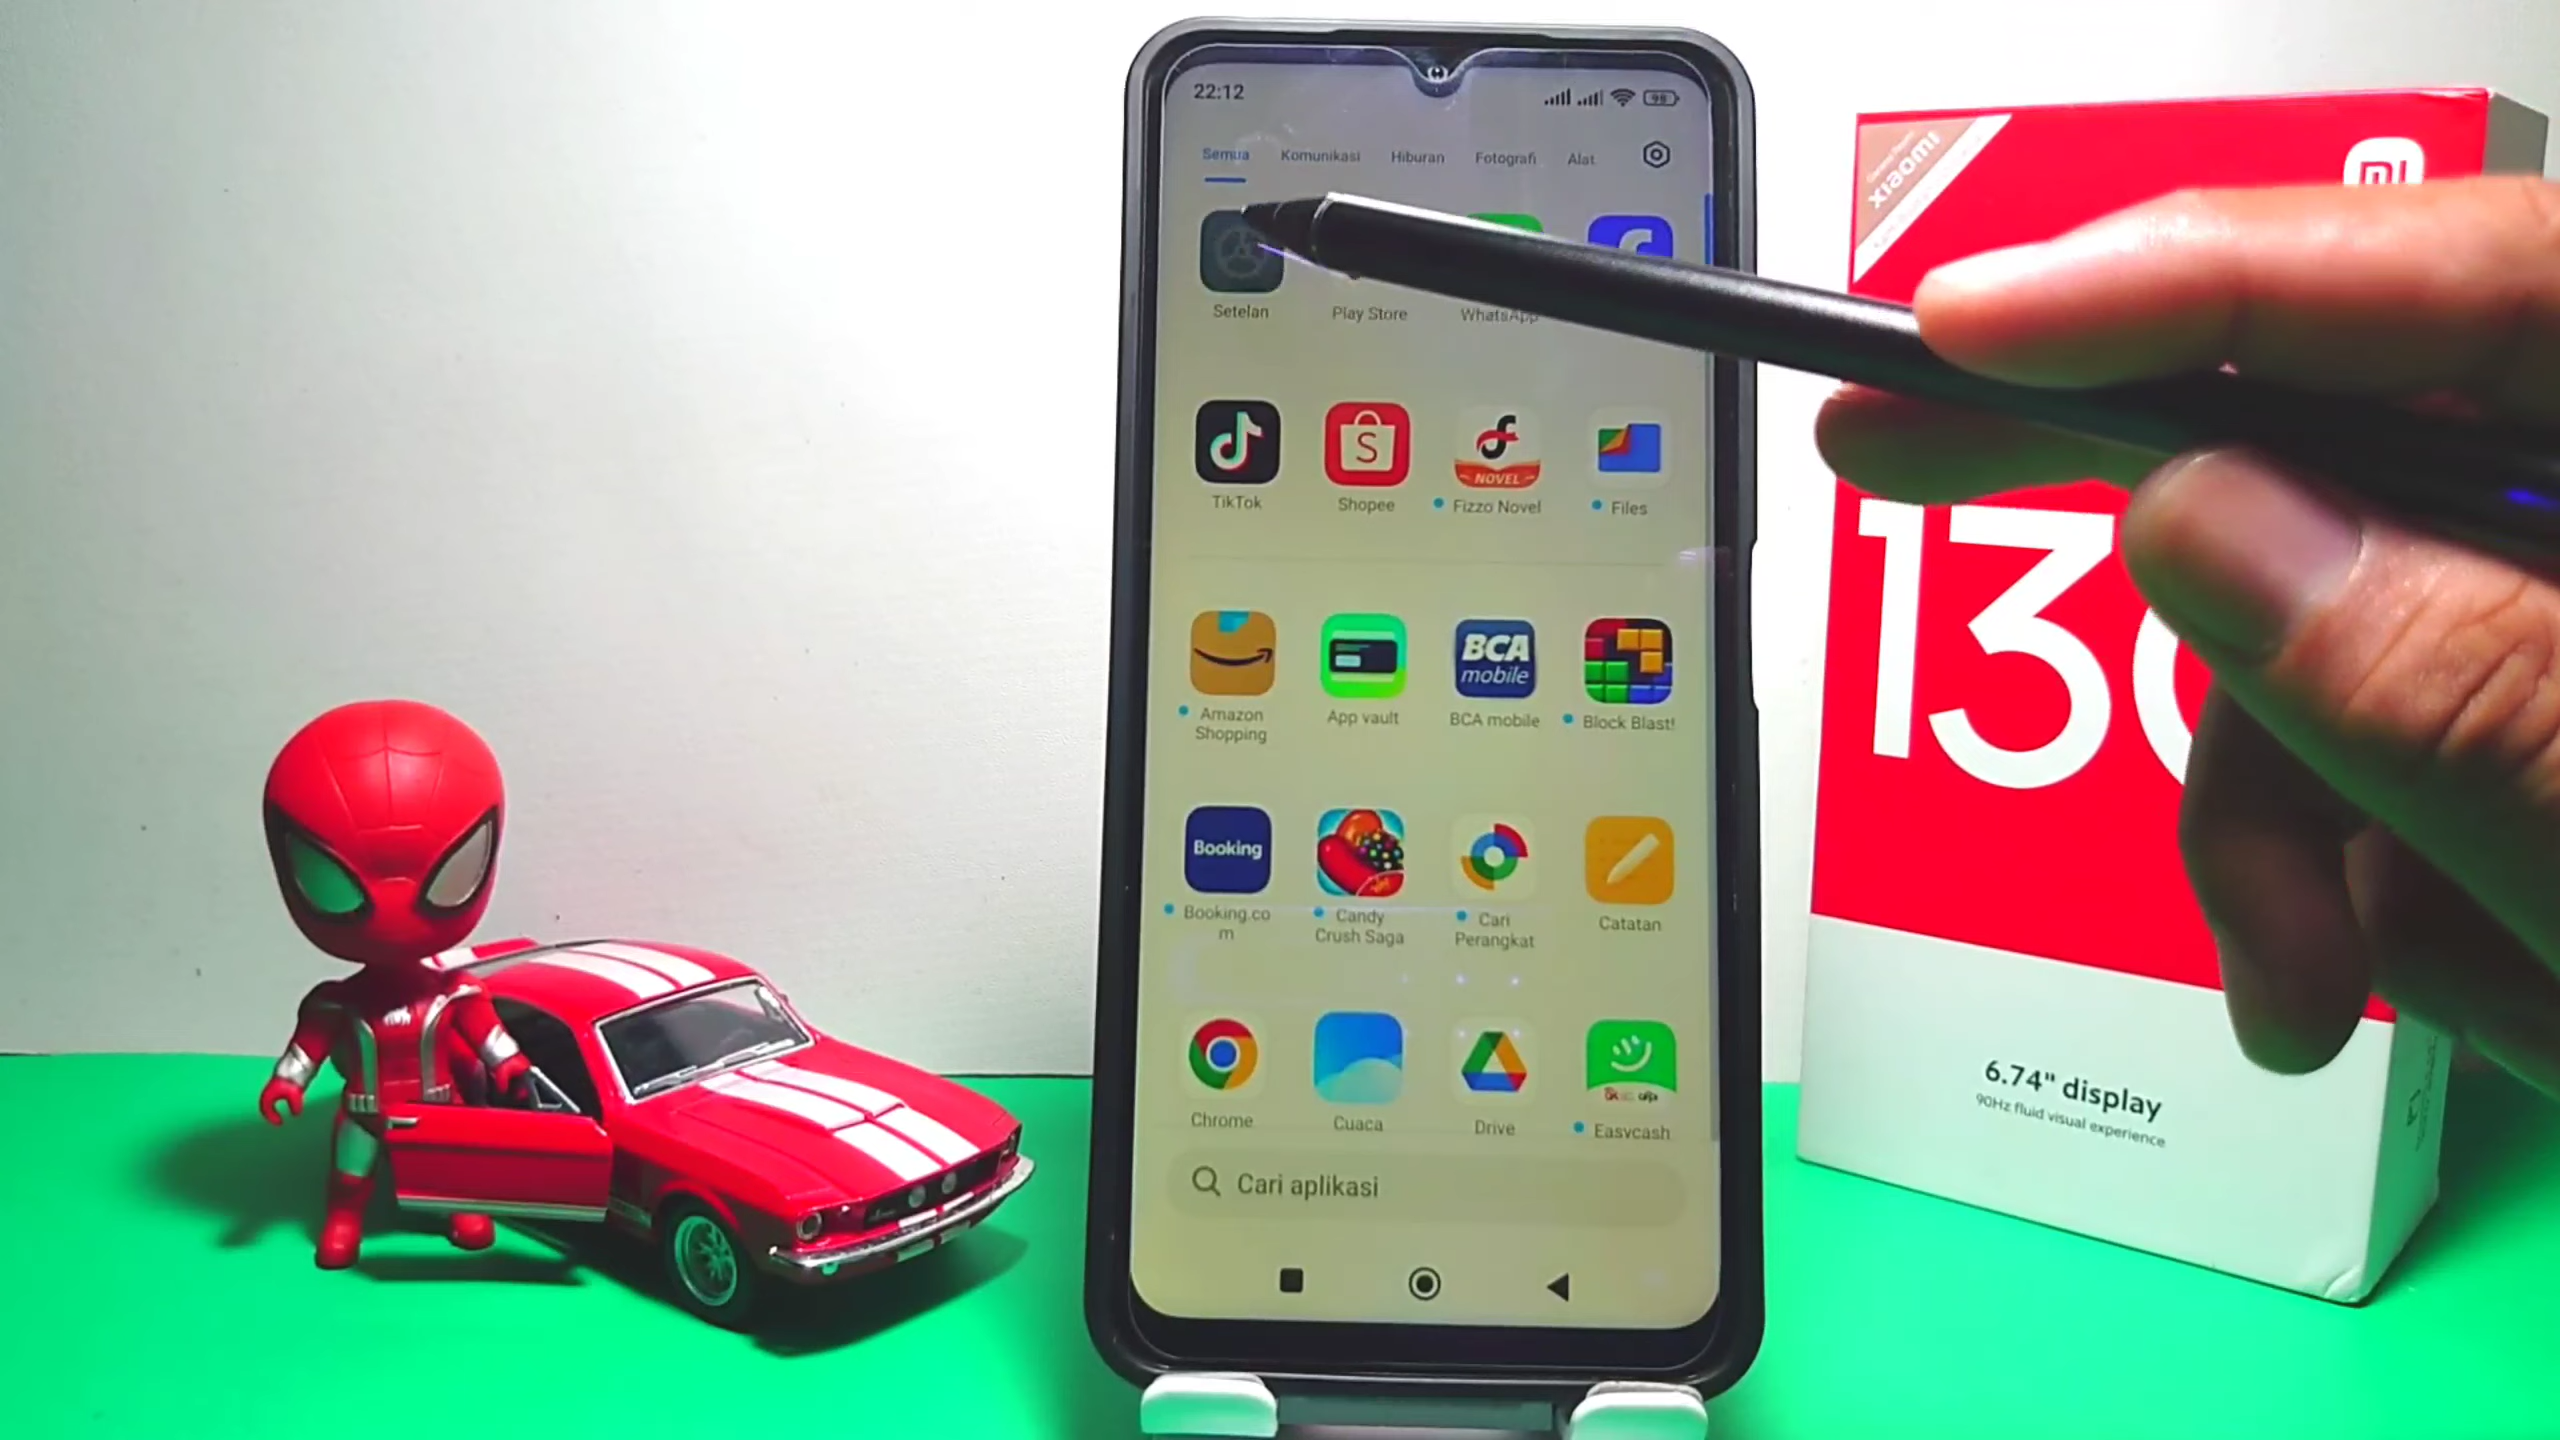 22:12
98
Semua
Komunikasi
Hiburan
Fotografi
Alat
Setelan
Play Store
WhatsApp
TikTok
Shopee
NOVEL
Fizzo Novel
Files
Amazon
Shopping
App vault
BCA
mobile
BCA mobile
Block Blast!
Booking
Booking.co
m
Candy
Crush Saga
Cari
Perangkat
Catatan
Chrome
Cuaca
Drive
Easycash
Cari aplikasi
xiaomi
13
6.74" display
90Hz fluid visual experience